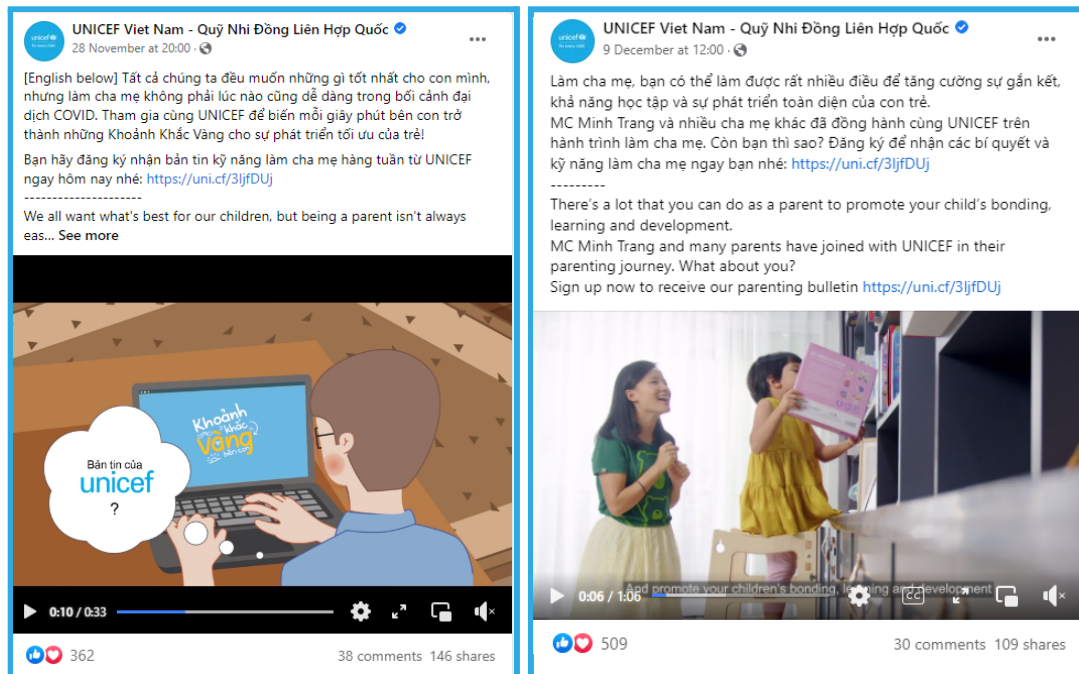 UNICEF Viet Nam - Quỹ Nhi Đồng Liên Hợp Quốc
28 November at 20:00
[English below] Tất cả chúng ta đều muốn những gì tốt nhất cho con mình,
nhưng làm cha mẹ không phải lúc nào cũng dễ dàng trong bối cảnh đại
dịch COVID. Tham gia cùng UNICEF để biến mỗi giây phút bên con trở
thành những Khoảnh Khắc Vàng cho sự phát triển tối ưu của trẻ!
Bạn hãy đăng ký nhận bản tin kỹ năng làm cha mẹ hàng tuần từ UNICEF
ngay hôm nay nhé: https://uni.cf/3ljfDUj
---------------------
We all want what's best for our children, but being a parent isn't always
eas... See more
Khoảnh
khắc
vàng
bên con
Bản tin của
unicef
?
0:10 / 0:33
362
38 comments 146 shares
UNICEF Viet Nam - Quỹ Nhi Đồng Liên Hợp Quốc
9 December at 12:00
Làm cha mẹ, bạn có thể làm được rất nhiều điều để tăng cường sự gắn kết,
khả năng học tập và sự phát triển toàn diện của con trẻ.
MC Minh Trang và nhiều cha mẹ khác đã đồng hành cùng UNICEF trên
hành trình làm cha mẹ. Còn bạn thì sao? Đăng ký để nhận các bí quyết và
kỹ năng làm cha mẹ ngay bạn nhé: https://uni.cf/3ljfDUj
---------
There's a lot that you can do as a parent to promote your child's bonding,
learning and development.
MC Minh Trang and many parents have joined with UNICEF in their
parenting journey. What about you?
Sign up now to receive our parenting bulletin https://uni.cf/3ljfDUj
And promote your children's bonding, learning and development
0:06 / 1:06
CC
509
30 comments 109 shares